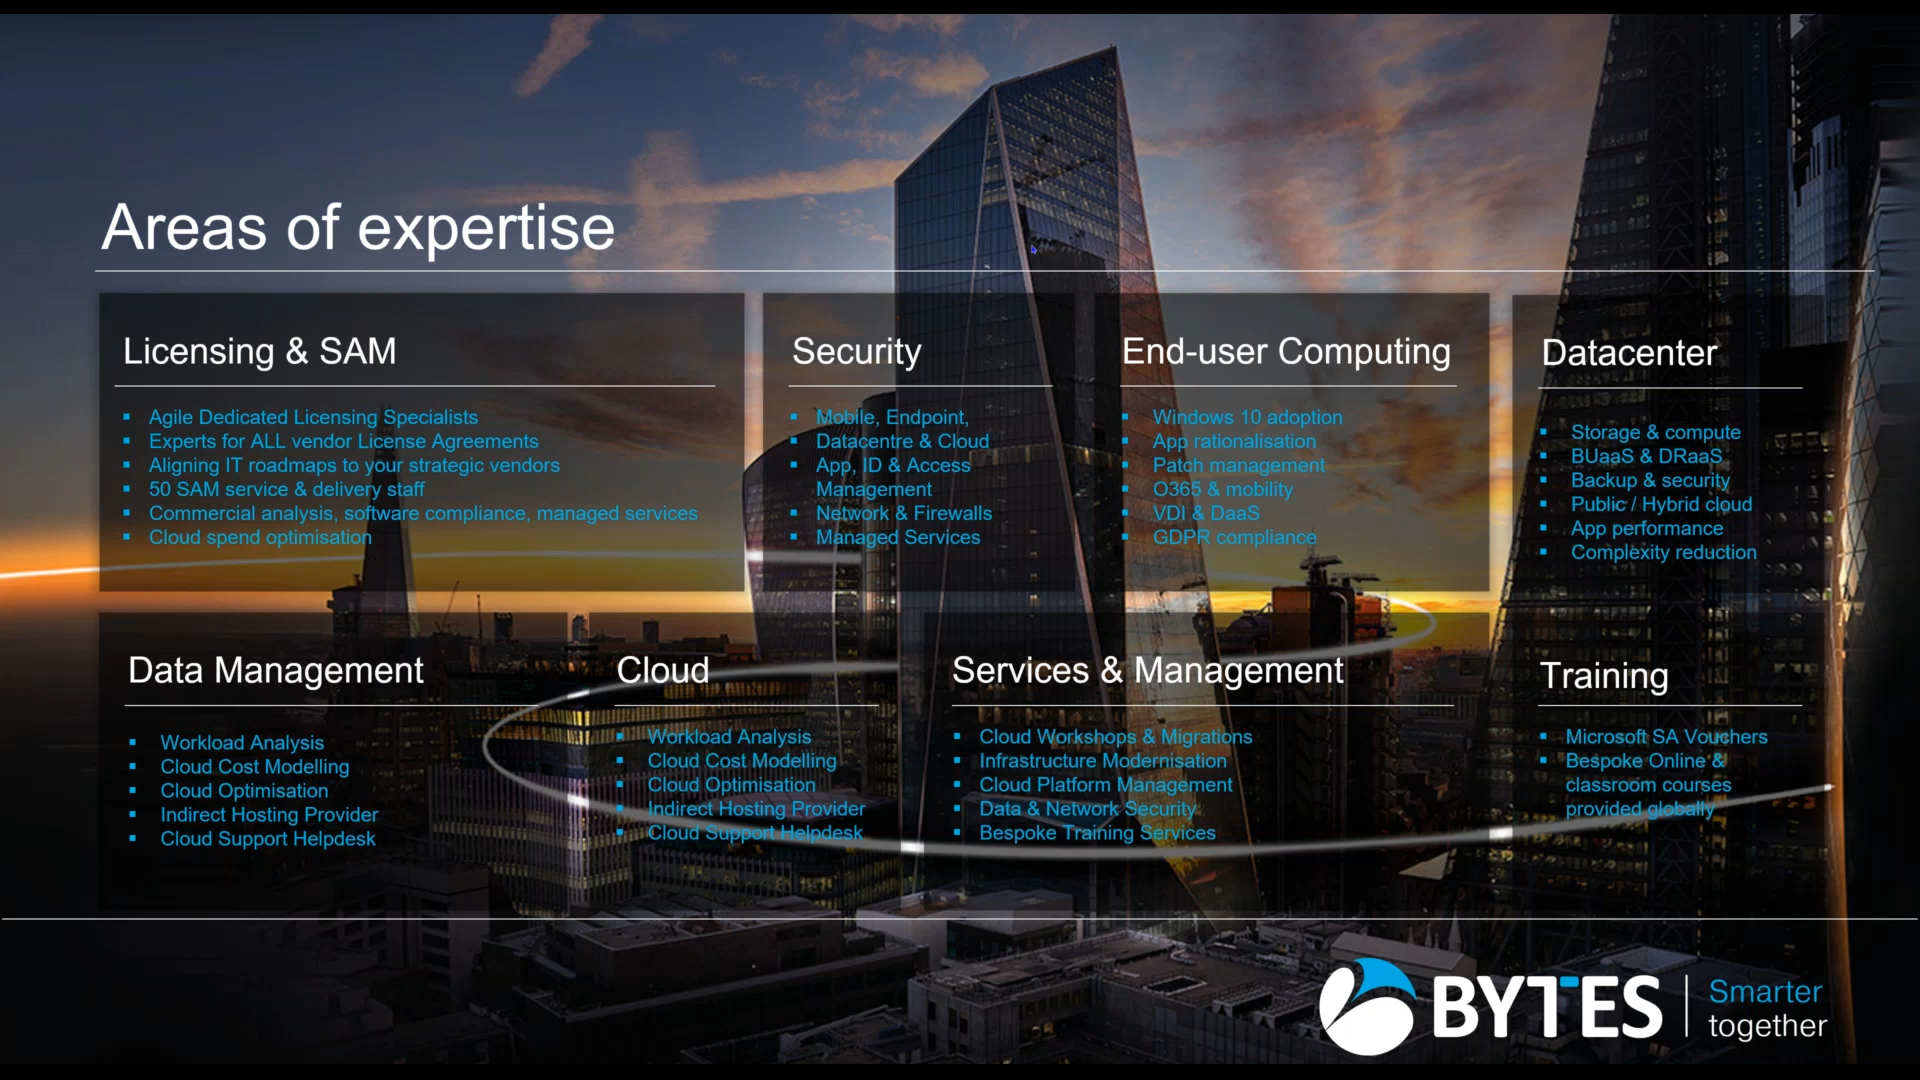 Areas of expertise
Licensing & SAM
Agile Dedicated Licensing Specialists
Experts for ALL vendor License Agreements
Aligning IT roadmaps to your strategic vendors
50 SAM service & delivery staff
Commercial analysis, software compliance, managed services
Cloud spend optimisation
Security
Mobile, Endpoint,
Datacentre & Cloud
App, ID & Access
Management
Network & Firewalls
Managed Services
End-user Computing
Windows 10 adoption
App rationalisation
Patch management
O365 & mobility
VDI & DaaS
GDPR compliance
Datacenter
Storage & compute
BUaaS & DRaaS
Backup & security
Public / Hybrid cloud
App performance
Complexity reduction
Data Management
Workload Analysis
Cloud Cost Modelling
Cloud Optimisation
Indirect Hosting Provider
Cloud Support Helpdesk
Cloud
Workload Analysis
Cloud Cost Modelling
Cloud Optimisation
Indirect Hosting Provider
Cloud Support Helpdesk
Services & Management
Cloud Workshops & Migrations
Infrastructure Modernisation
Cloud Platform Management
Data & Network Security
Bespoke Training Services
Training
Microsoft SA Vouchers
Bespoke Online &
classroom courses
provided globally
BYTES
Smarter
together